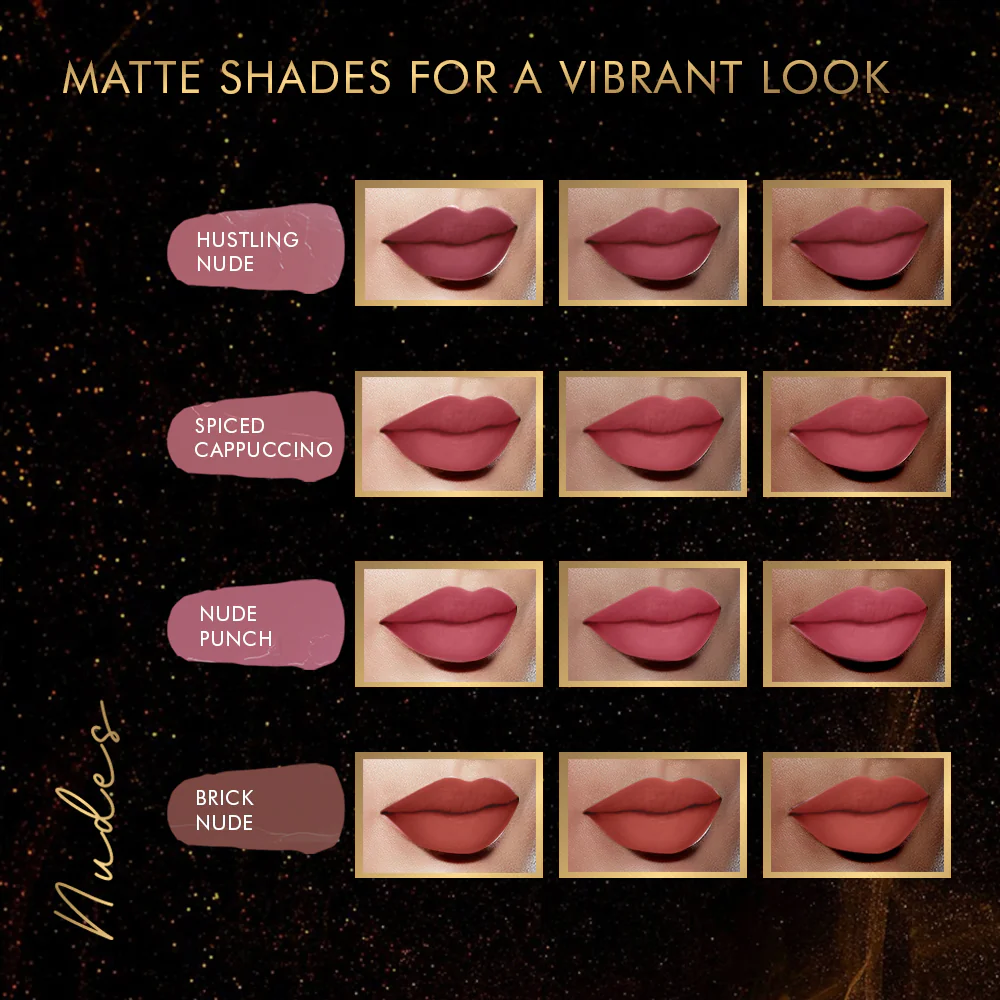 MATTE SHADES FOR A VIBRANT LOOK
HUSTLING
NUDE
SPICED
CAPPUCCINO
NUDE
PUNCH
BRICK
NUDE
Nudes